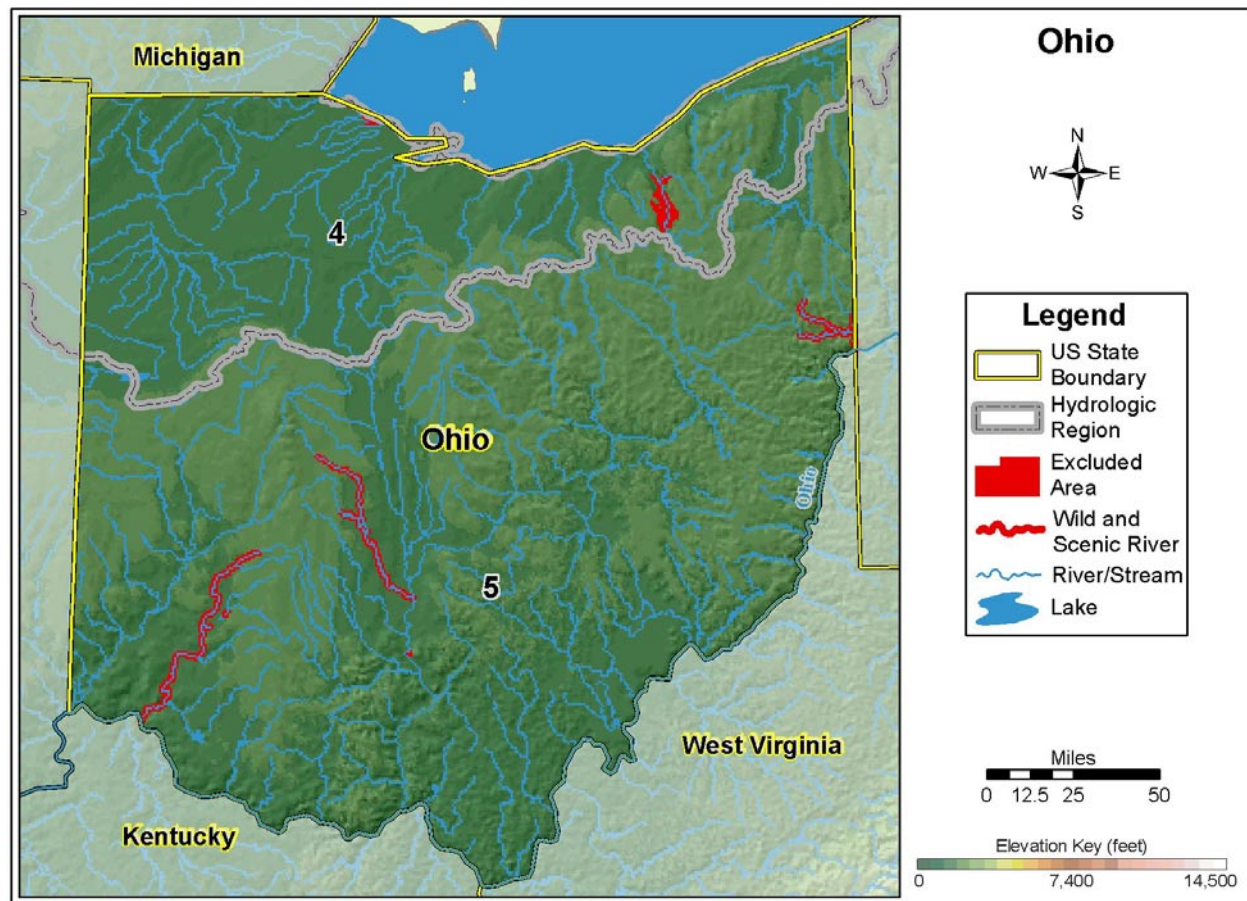 Michigan
4
Ohio
Ohio
5
West Virginia
Kentucky
Ohio
N
W E
S
Legend
US State
Boundary
Hydrologic
Region
Excluded
Area
Wild and
Scenic River
River/Stream
Lake
Miles
0 12.5 25 50
Elevation Key (feet)
0 7,400 14,500